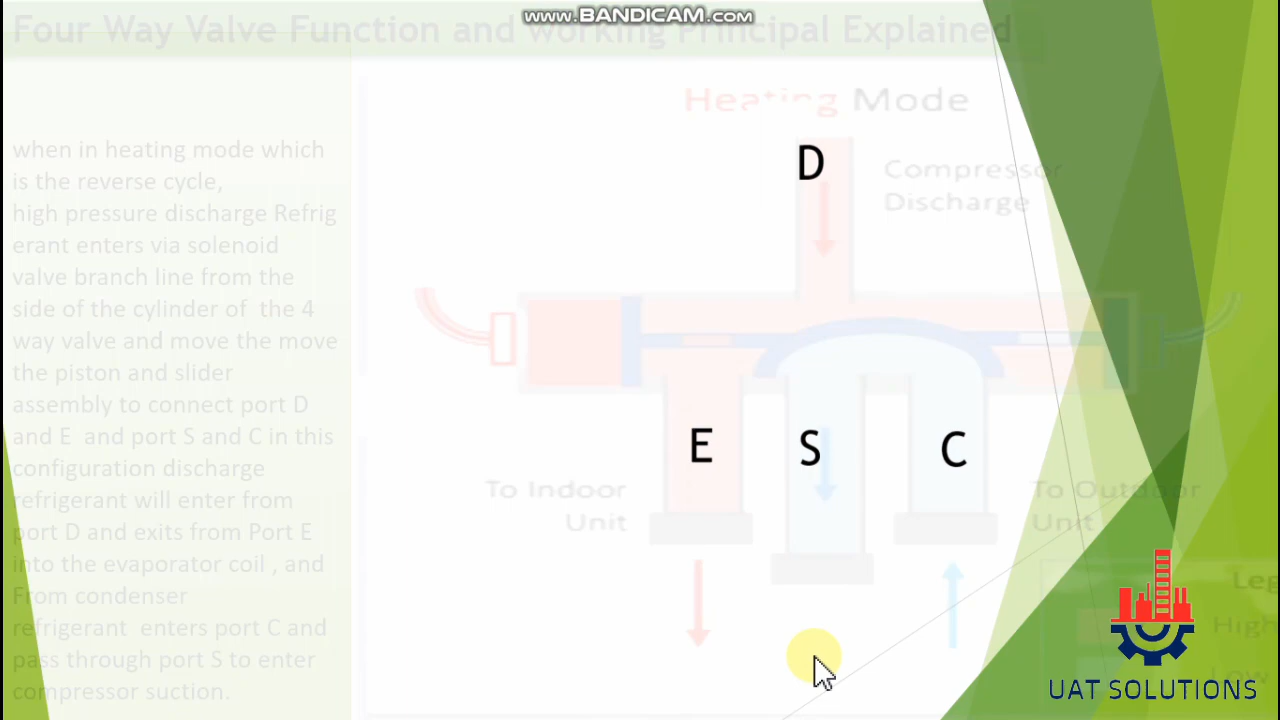 www.BANDICAM.com
Four Way Valve Function and Working Principal Explained
Heating Mode
D
Compressor
Discharge
when in heating mode which
is the reverse cycle,
high pressure discharge Refrig
erant enters via solenoid
valve branch line from the
side of the cylinder of the 4
way valve and move the move
the piston and slider
assembly to connect port D
and E and port S and C in this
configuration discharge
refrigerant will enter from
port D and exits from Port E
into the evaporator coil , and
From condenser
refrigerant enters port C and
pass through port S to enter
compressor suction.
E
S
C
To Indoor
Unit
To Outdoor
Unit
Leg
High
Low
UAT SOLUTIONS